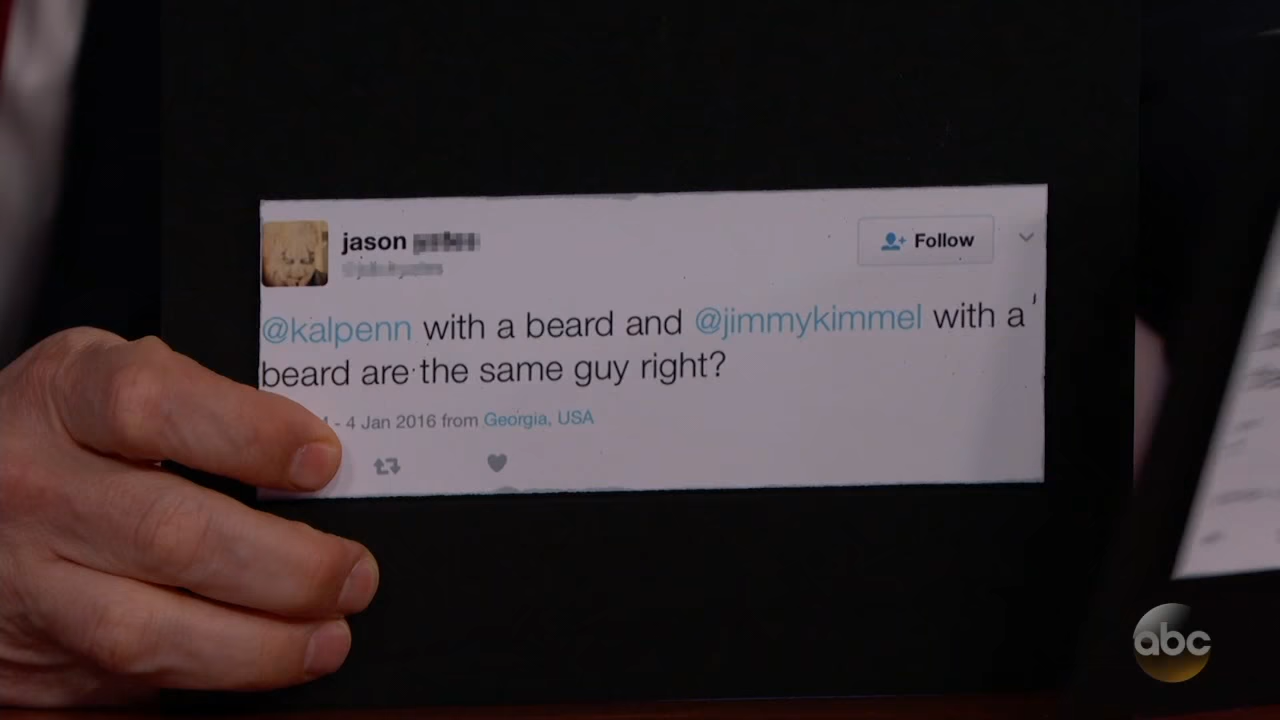 jason
Follow
@kalpenn with a beard and @jimmykimmel with a
beard are the same guy right?
- 4 Jan 2016 from Georgia, USA
abc